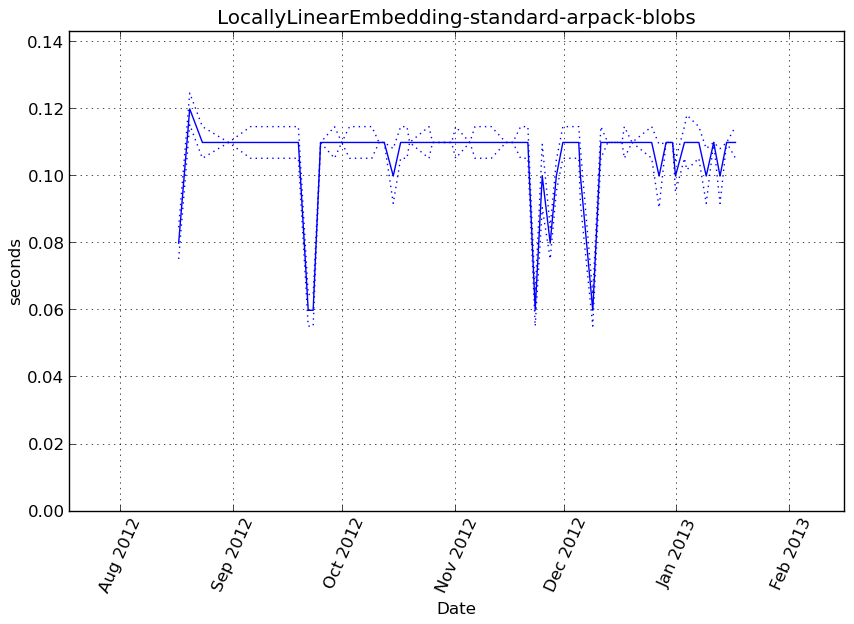 LocallyLinearEmbedding-standard-arpack-blobs
0.14
0.12
0.10
0.08
0.06
0.04
0.02
0.00
seconds
Aug 2012
Sep 2012
Oct 2012
Nov 2012
Dec 2012
Jan 2013
Feb 2013
Date